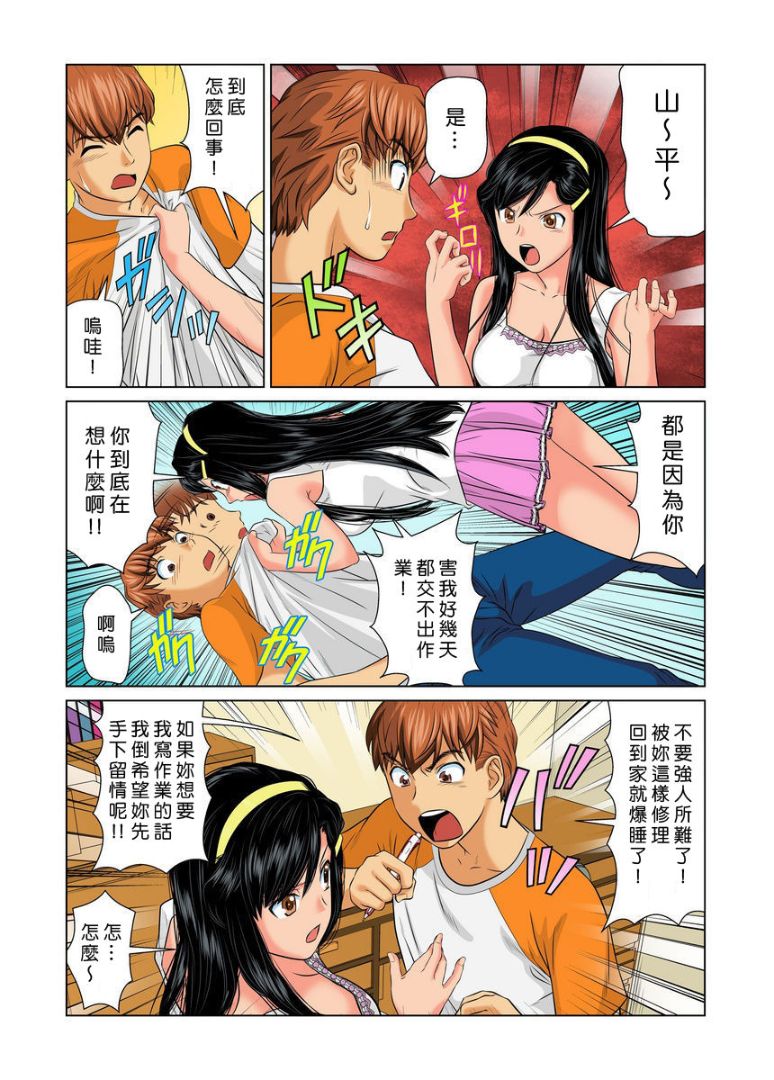 山～平～
是…
ギロ
ドキ
到底
怎麼回事！
ガシ
嗚哇！
都是因為你
害我好幾天
都交不出作
業！
ガク
ガク
ガク
你到底在
想什麼啊!!
啊嗚
不要強人所難了！
被妳這樣修理
回到家就爆睡了！
如果妳想要
我寫作業的話
我倒希望妳先
手下留情呢!!
怎…
怎麼～